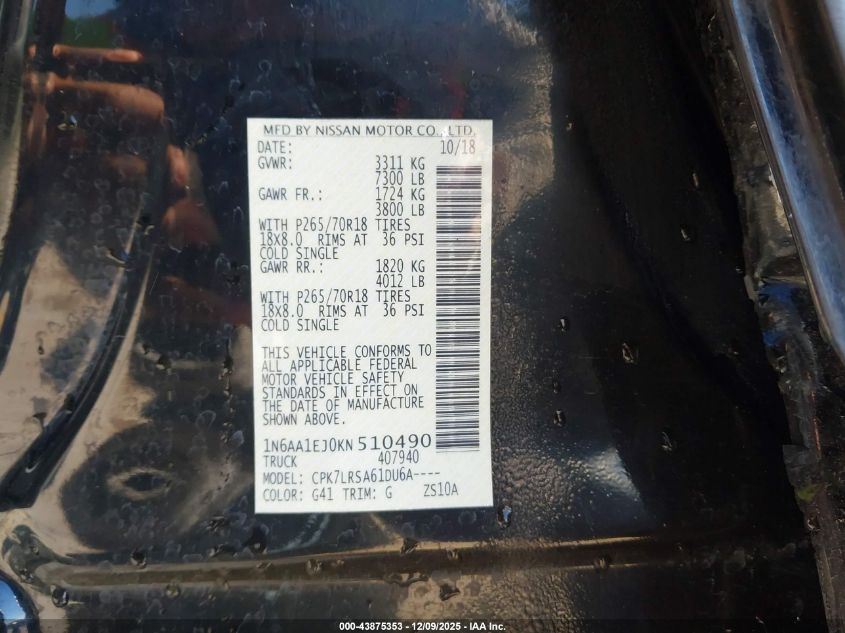 MFD BY NISSAN MOTOR CO., LTD.
DATE: 10/18
GVWR: 3311 KG
7300 LB
GAWR FR.: 1724 KG
3800 LB
WITH P265/70R18 TIRES
18X8.0 RIMS AT 36 PSI
COLD SINGLE
GAWR RR.: 1820 KG
4012 LB
WITH P265/70R18 TIRES
18X8.0 RIMS AT 36 PSI
COLD SINGLE
THIS VEHICLE CONFORMS TO
ALL APPLICABLE FEDERAL
MOTOR VEHICLE SAFETY
STANDARDS IN EFFECT ON
THE DATE OF MANUFACTURE
SHOWN ABOVE.
1N6AA1EJ0KN510490
TRUCK 407940
MODEL: CPK7LRSA61DU6A----
COLOR: G41 TRIM: G ZS10A
000-43875353 - 12/09/2025 - IAA Inc.